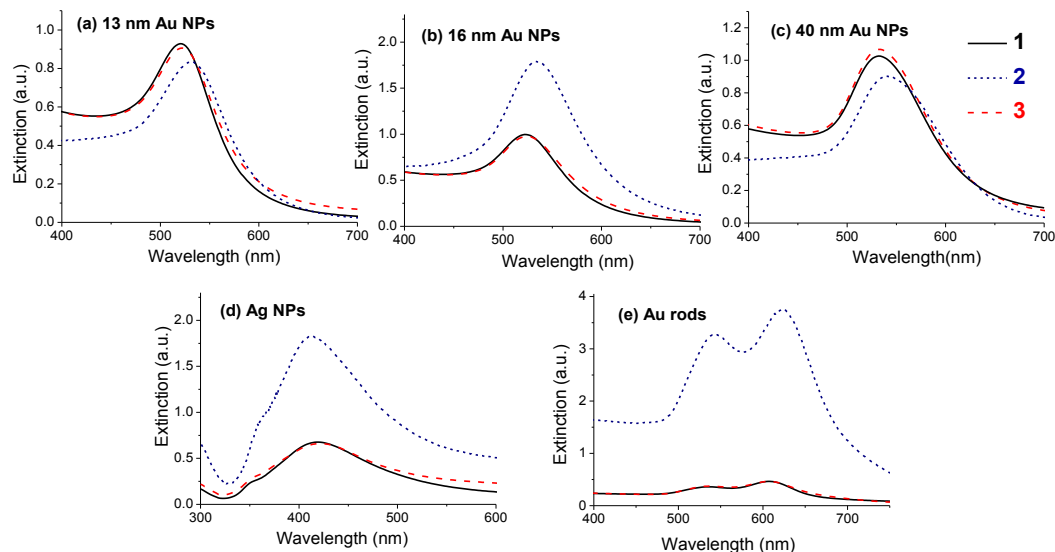 (a) 13 nm Au NPs
Extinction (a.u.)
1.0
0.8
0.6
0.4
0.2
0.0
400 500 600 700
Wavelength (nm)
(b) 16 nm Au NPs
Extinction (a.u.)
2.0
1.5
1.0
0.5
0.0
400 500 600 700
Wavelength (nm)
(c) 40 nm Au NPs
Extinction (a.u.)
1.2
1.0
0.8
0.6
0.4
0.2
0.0
400 500 600 700
Wavelength(nm)
1
2
3
(d) Ag NPs
Extinction (a.u.)
2.0
1.5
1.0
0.5
0.0
300 400 500 600
Wavelength (nm)
(e) Au rods
Extinction (a.u.)
4
3
2
1
0
400 500 600 700
Wavelength (nm)